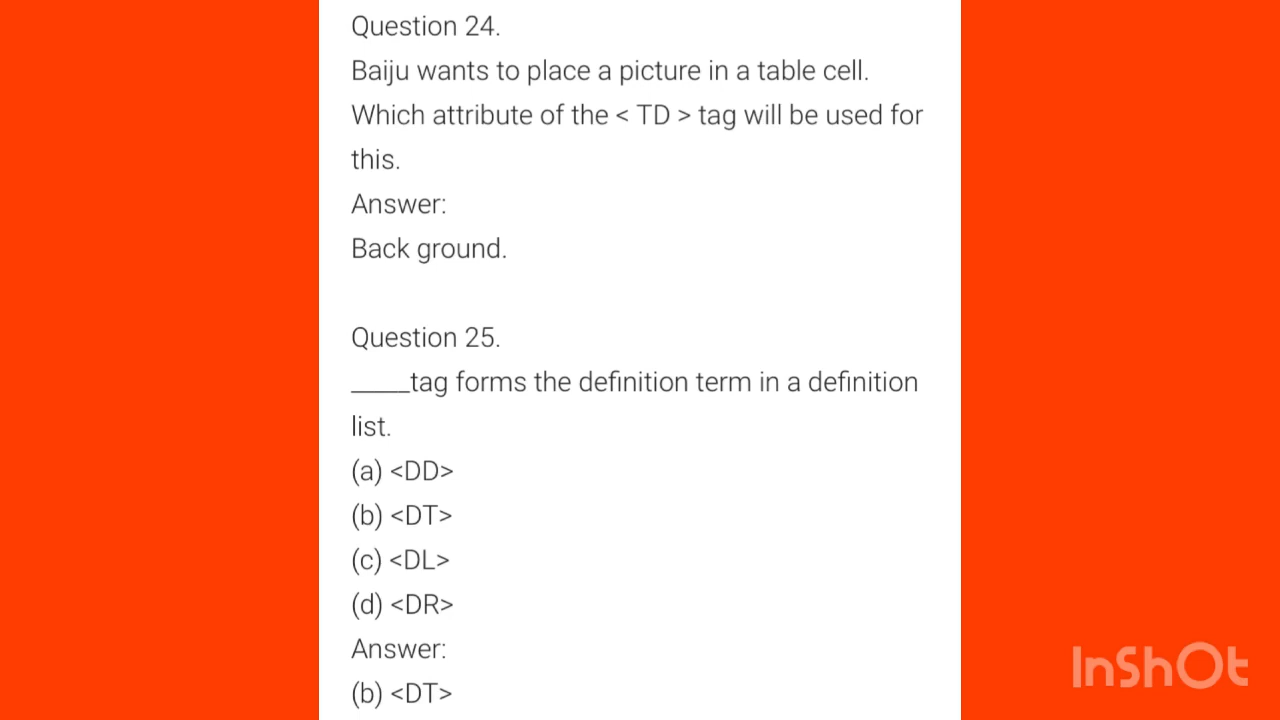 Question 24.
Baiju wants to place a picture in a table cell.
Which attribute of the < TD > tag will be used for
this.
Answer:
Back ground.
Question 25.
_____tag forms the definition term in a definition
list.
(a) <DD>
(b) <DT>
(c) <DL>
(d) <DR>
Answer:
(b) <DT>
InShOt